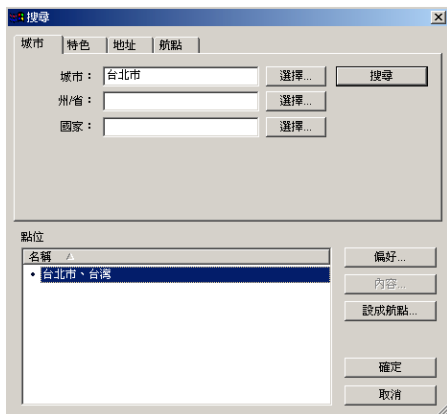 搜尋
城市 特色 地址 航點
城市： 台北市 選擇... 搜尋
州/省： 選擇...
國家： 選擇...
點位
名稱 偏好...
• 台北市、台灣 內容...
設成航點...
確定
取消